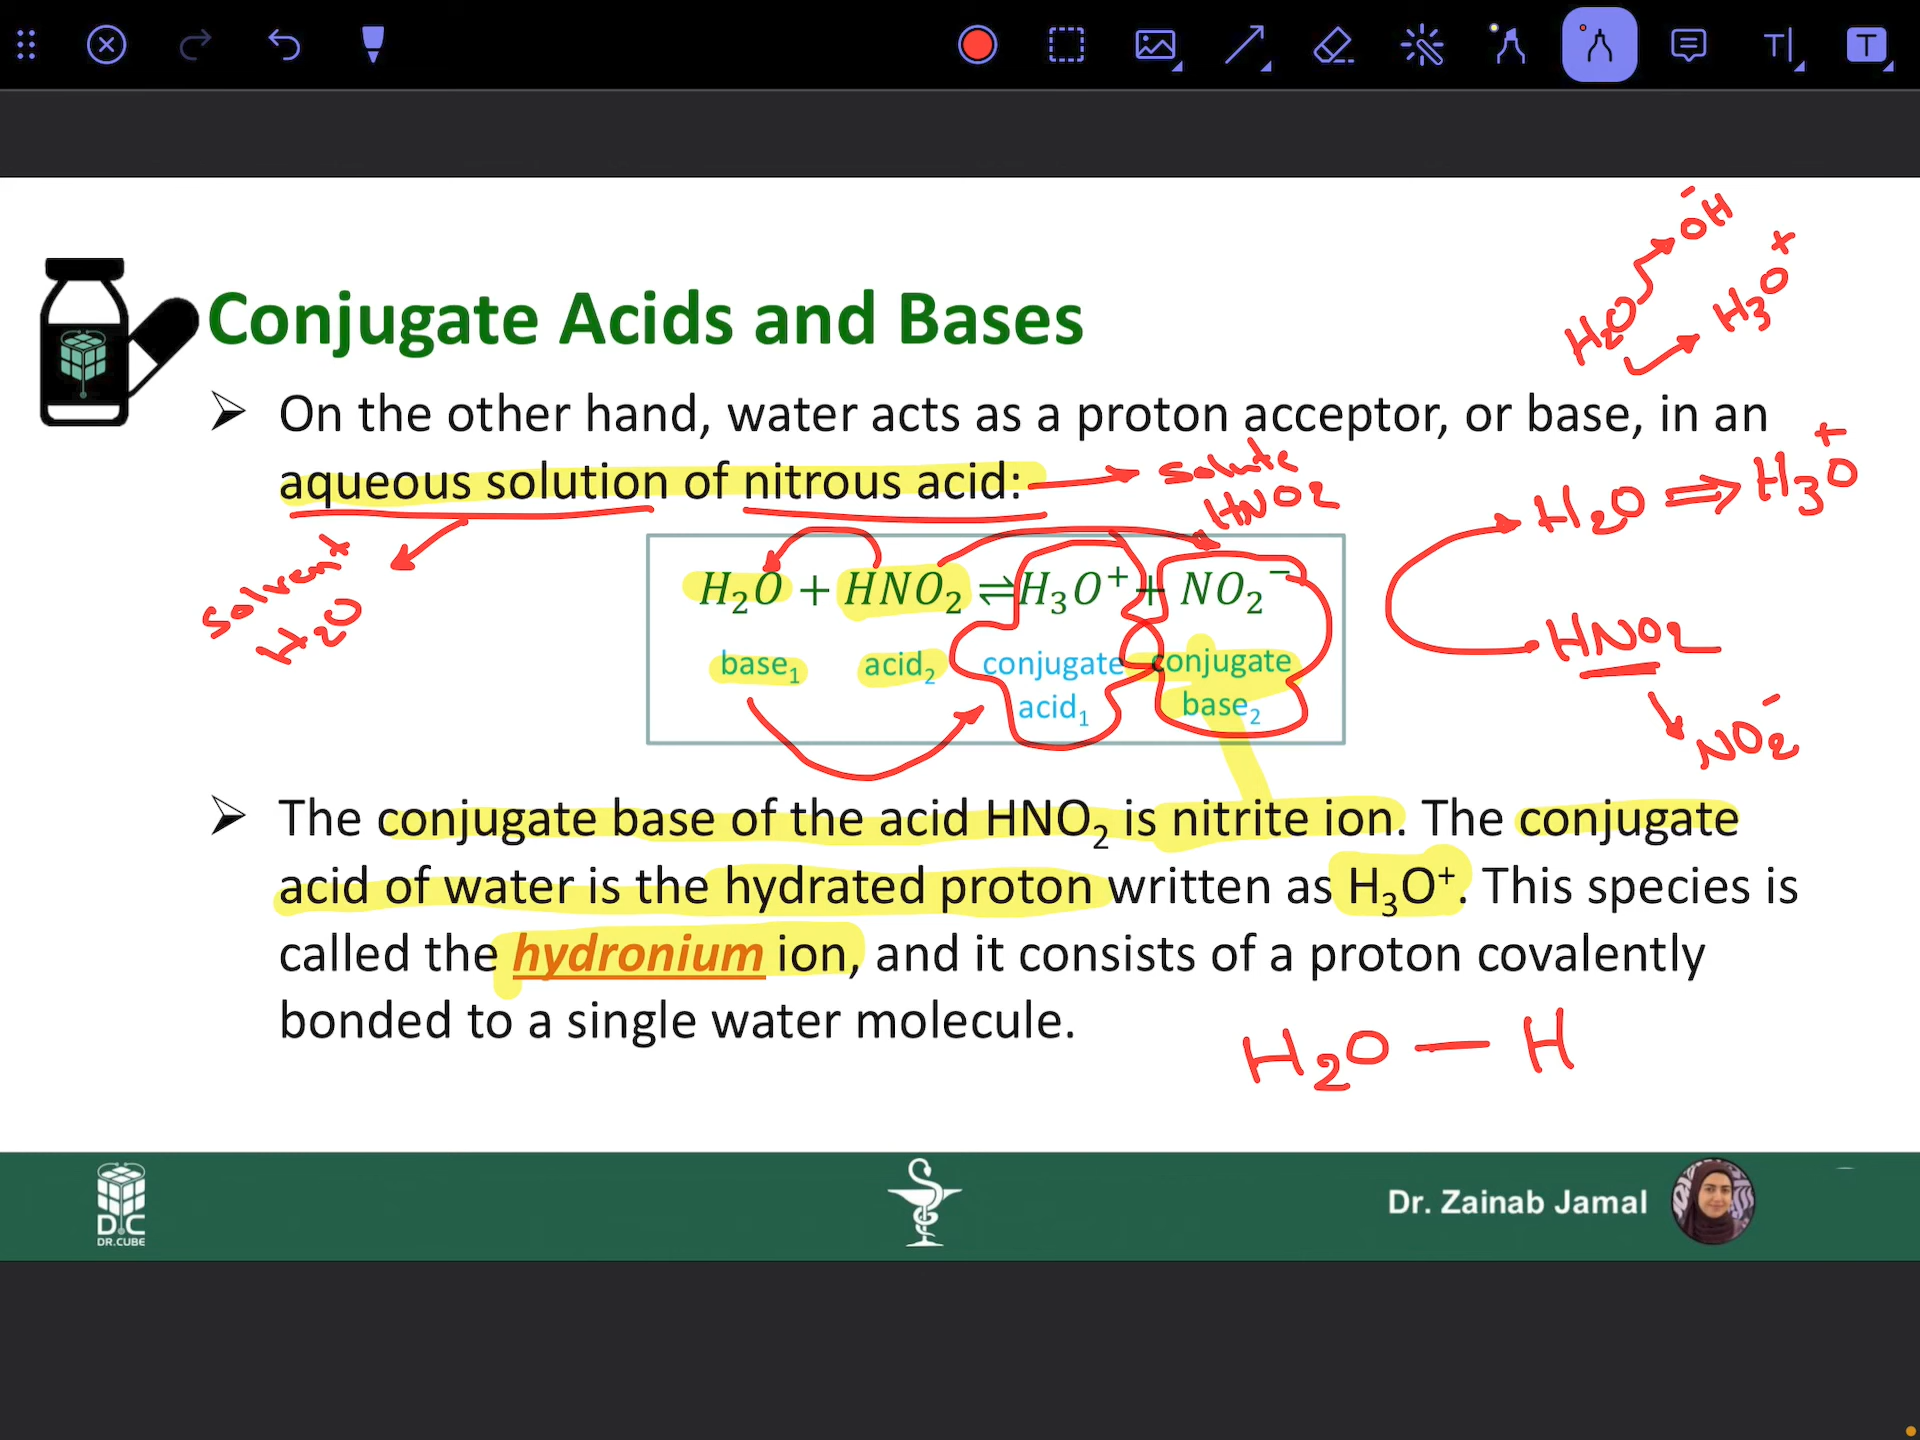 -
OH
H2O
H3O+
Conjugate Acids and Bases
➢ On the other hand, water acts as a proton acceptor, or base, in an
aqueous solution of nitrous acid:
solute
HNO2
solvent
H2O
H₂O + HNO₂ ⇌ H₃O⁺ + NO₂⁻
base₁ acid₂ conjugate acid₁ conjugate base₂
H2O ⇒ H3O+
HNO2
NO2-
➢ The conjugate base of the acid HNO₂ is nitrite ion. The conjugate
acid of water is the hydrated proton written as H₃O⁺. This species is
called the hydronium ion, and it consists of a proton covalently
bonded to a single water molecule.
H2O — H
DC
DR.CUBE
Dr. Zainab Jamal